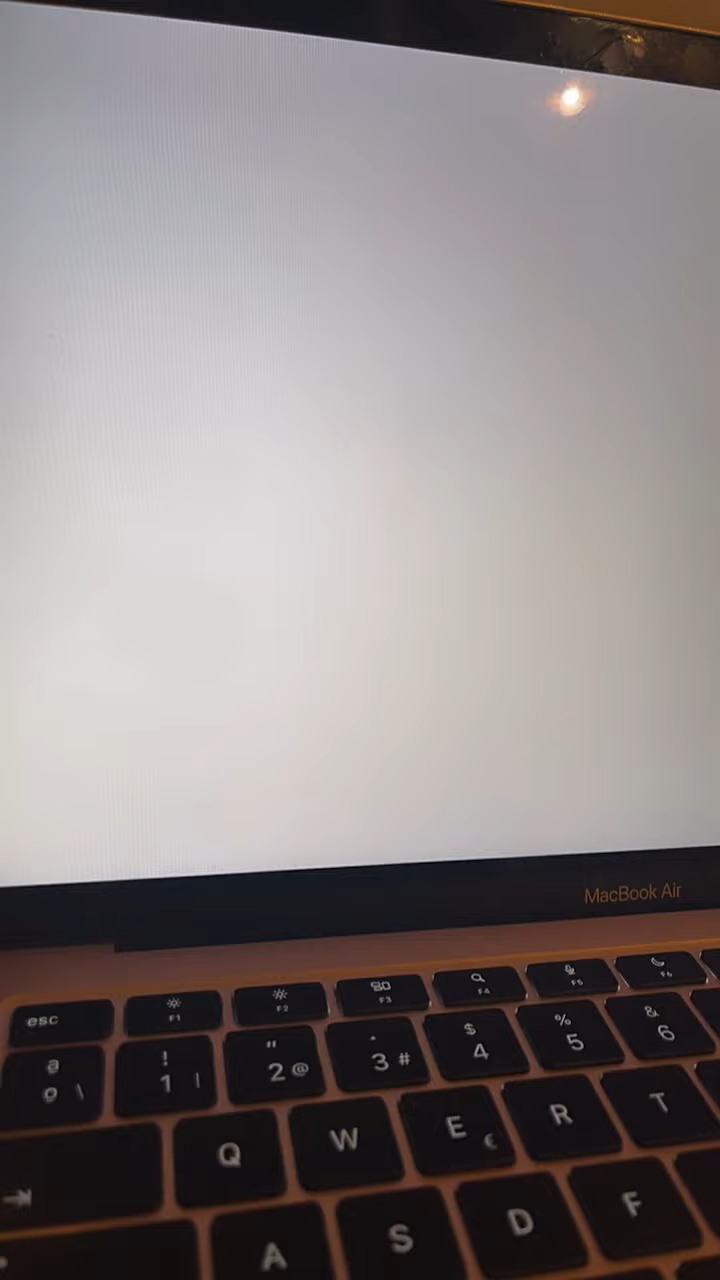 MacBook Air
esc F1 F2 F3 F4 F5 F6
ª º \ ! 1 | " 2 @ · 3 # $ 4 % 5 & 6
Q W E € R T
A S D F